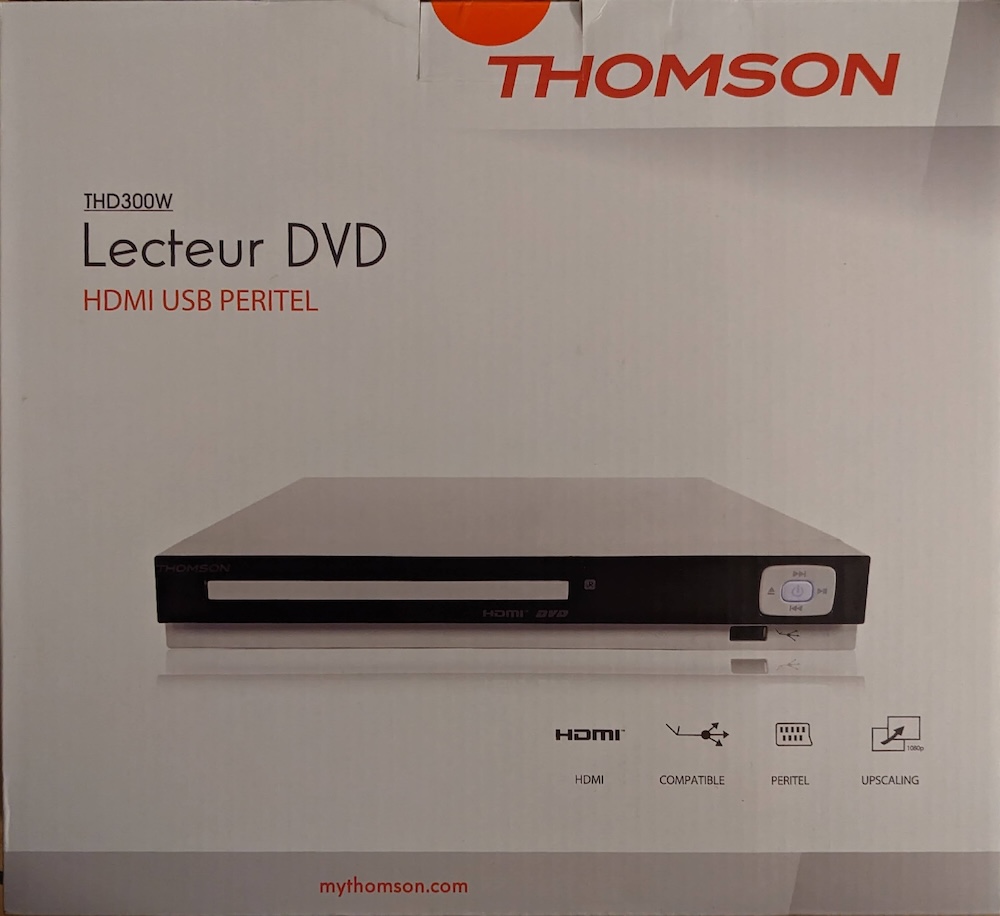 THOMSON
THD300W
Lecteur DVD
HDMI USB PERITEL
THOMSON
HDMI DVD
HDMI
1080p
HDMI
COMPATIBLE
PERITEL
UPSCALING
mythomson.com